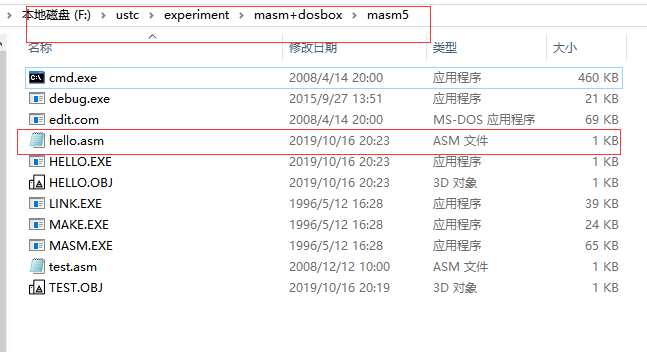 本地磁盘 (F:) > ustc > experiment > masm+dosbox > masm5
名称 修改日期 类型 大小
cmd.exe 2008/4/14 20:00 应用程序 460 KB
debug.exe 2015/9/27 13:51 应用程序 21 KB
edit.com 2008/4/14 20:00 MS-DOS 应用程序 69 KB
hello.asm 2019/10/16 20:23 ASM 文件 1 KB
HELLO.EXE 2019/10/16 20:23 应用程序 1 KB
HELLO.OBJ 2019/10/16 20:23 3D 对象 1 KB
LINK.EXE 1996/5/12 16:28 应用程序 39 KB
MAKE.EXE 1996/5/12 16:28 应用程序 24 KB
MASM.EXE 1996/5/12 16:28 应用程序 65 KB
test.asm 2008/12/12 10:00 ASM 文件 1 KB
TEST.OBJ 2019/10/16 20:19 3D 对象 1 KB